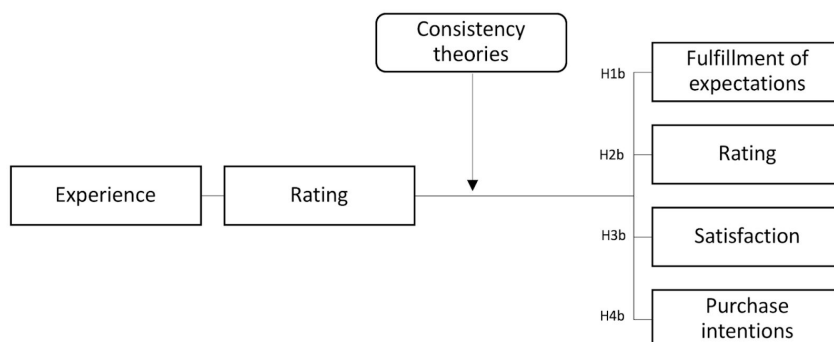 Consistency
theories
H1b
Fulfillment of
expectations
H2b
Rating
Experience
Rating
H3b
Satisfaction
H4b
Purchase
intentions